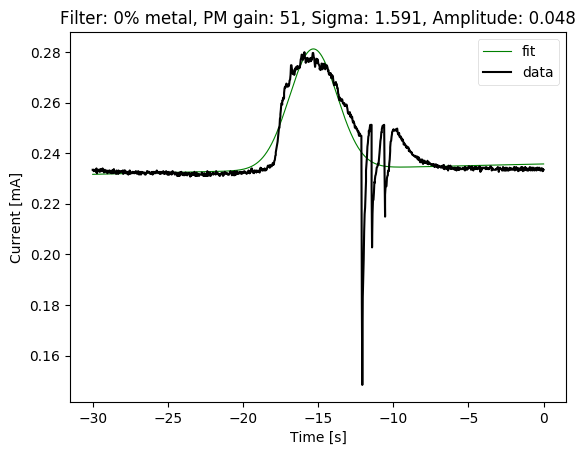 Filter: 0% metal, PM gain: 51, Sigma: 1.591, Amplitude: 0.048
fit
data
0.28
0.26
0.24
0.22
0.20
0.18
0.16
Current [mA]
−30
−25
−20
−15
−10
−5
0
Time [s]